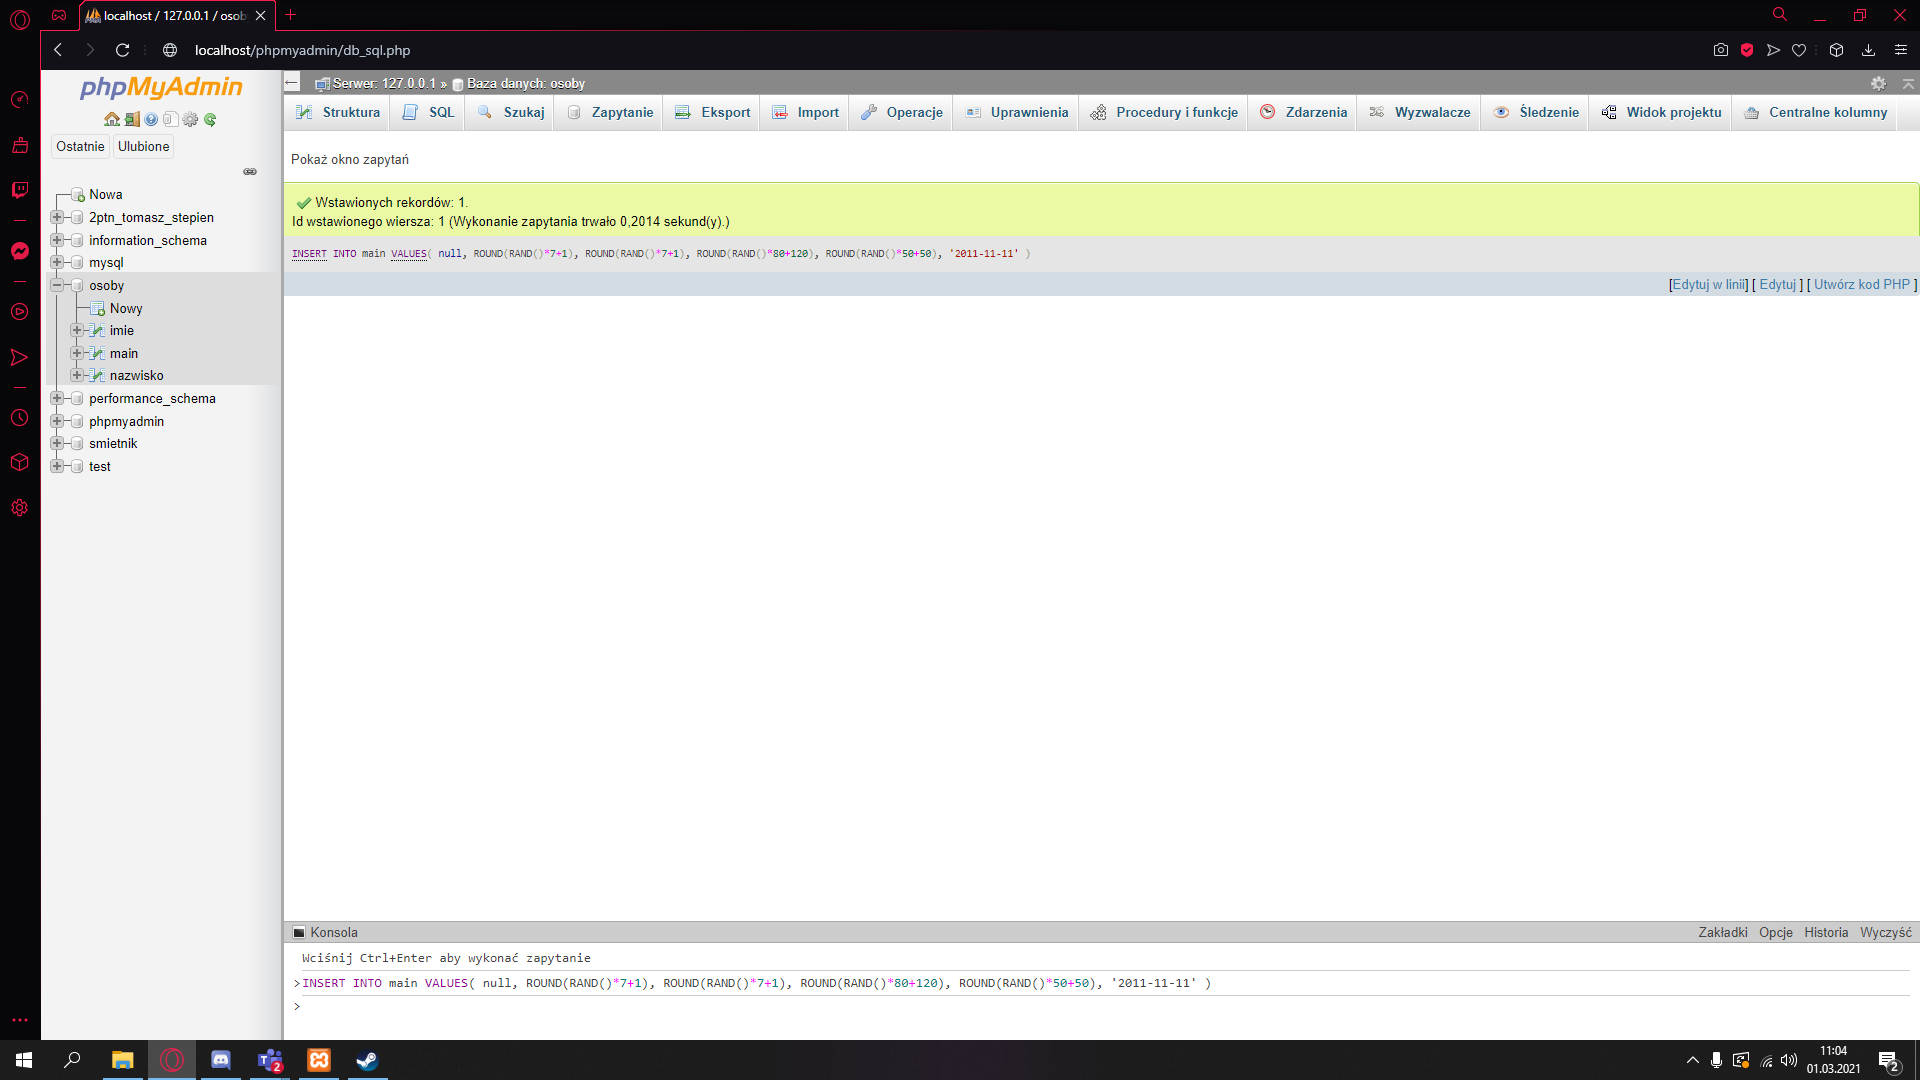 localhost / 127.0.0.1 / osob
localhost/phpmyadmin/db_sql.php
phpMyAdmin
Ostatnie
Ulubione
Nowa
2ptn_tomasz_stepien
information_schema
mysql
osoby
Nowy
imie
main
nazwisko
performance_schema
phpmyadmin
smietnik
test
Serwer: 127.0.0.1 » Baza danych: osoby
Struktura SQL Szukaj Zapytanie Eksport Import Operacje Uprawnienia Procedury i funkcje Zdarzenia Wyzwalacze Śledzenie Widok projektu Centralne kolumny
Pokaż okno zapytań
Wstawionych rekordów: 1.
Id wstawionego wiersza: 1 (Wykonanie zapytania trwało 0,2014 sekund(y).)
INSERT INTO main VALUES( null, ROUND(RAND()*7+1), ROUND(RAND()*7+1), ROUND(RAND()*80+120), ROUND(RAND()*50+50), '2011-11-11' )
[Edytuj w linii] [ Edytuj ] [ Utwórz kod PHP ]
Konsola
Zakładki Opcje Historia Wyczyść
Wciśnij Ctrl+Enter aby wykonać zapytanie
>INSERT INTO main VALUES( null, ROUND(RAND()*7+1), ROUND(RAND()*7+1), ROUND(RAND()*80+120), ROUND(RAND()*50+50), '2011-11-11' )
>
2
11:04
01.03.2021
2